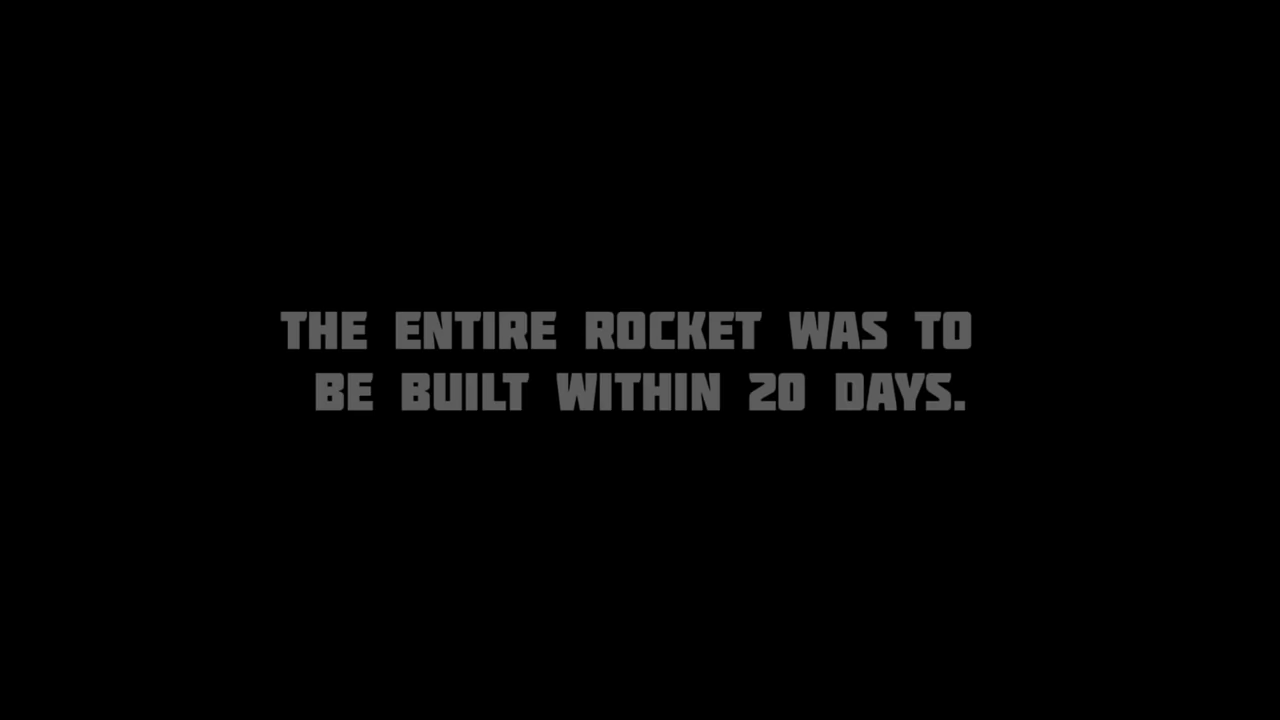 THE ENTIRE ROCKET WAS TO
BE BUILT WITHIN 20 DAYS.